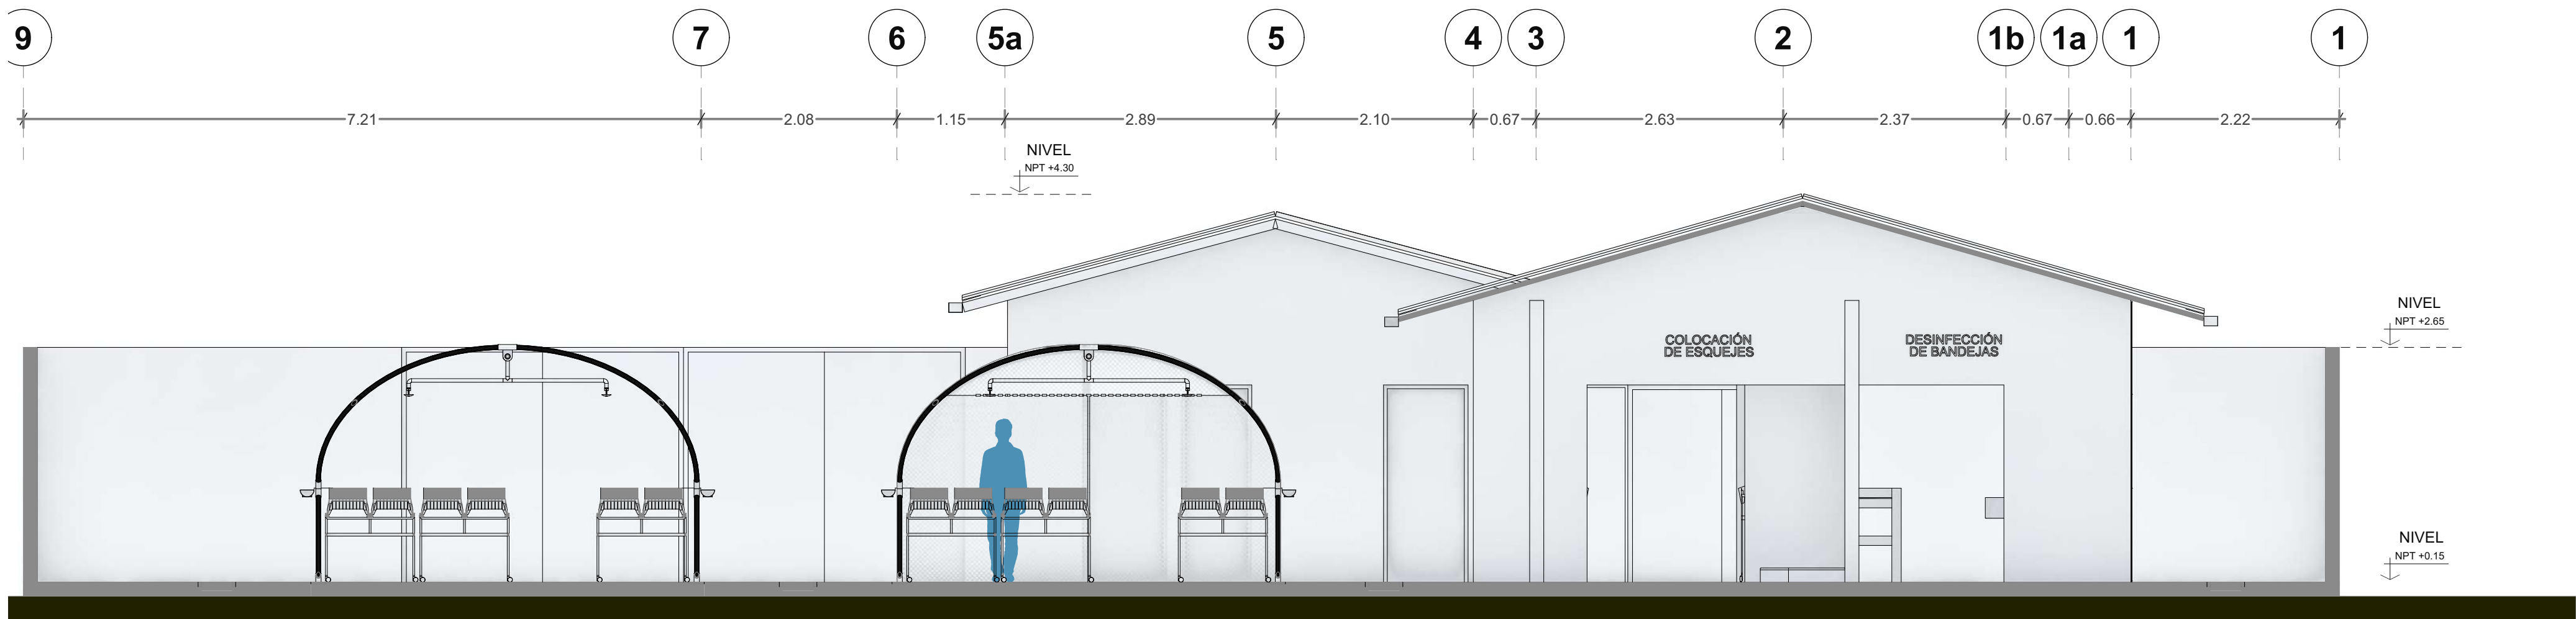 9 7 6 5a 5 4 3 2 1b 1a 1 1
7.21 2.08 1.15 2.89 2.10 0.67 2.63 2.37 0.67 0.66 2.22
NIVEL
NPT +4.30
NIVEL
NPT +2.65
COLOCACIÓN
DE ESQUEJES
DESINFECCIÓN
DE BANDEJAS
NIVEL
NPT +0.15